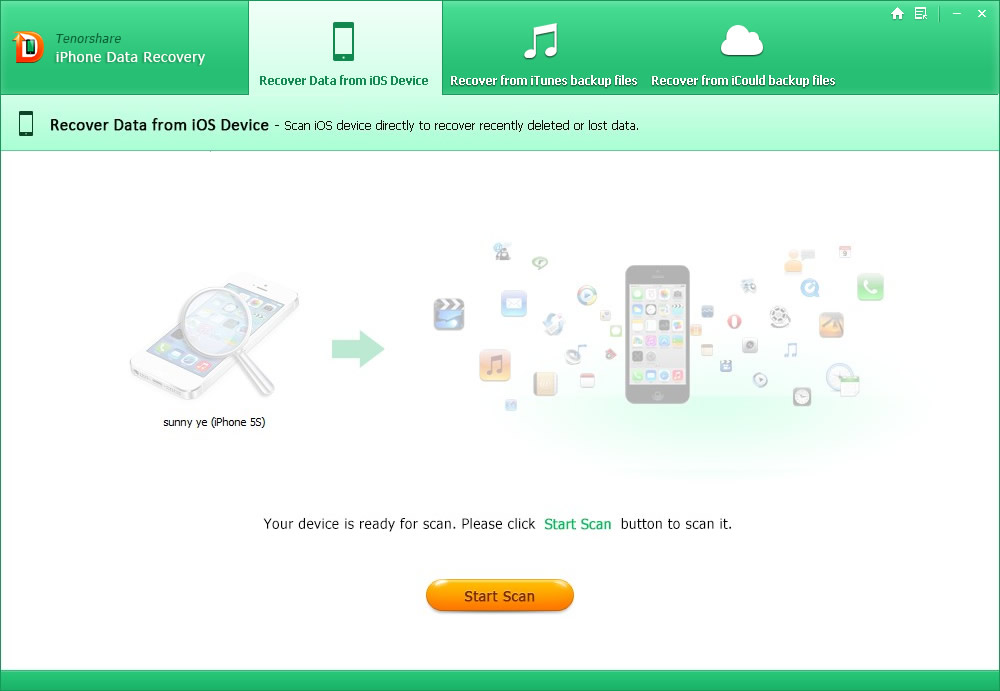 Tenorshare
iPhone Data Recovery
Recover Data from iOS Device
Recover from iTunes backup files
Recover from iCould backup files
Recover Data from iOS Device - Scan iOS device directly to recover recently deleted or lost data.
sunny ye (iPhone 5S)
Your device is ready for scan. Please click Start Scan button to scan it.
Start Scan